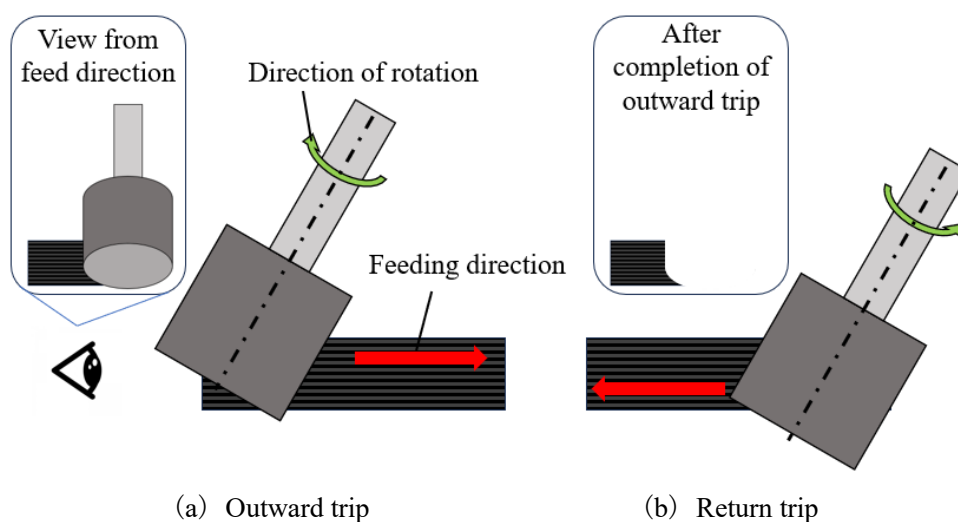 View from
feed direction
Direction of rotation
Feeding direction
After
completion of
outward trip
（a）Outward trip
（b）Return trip